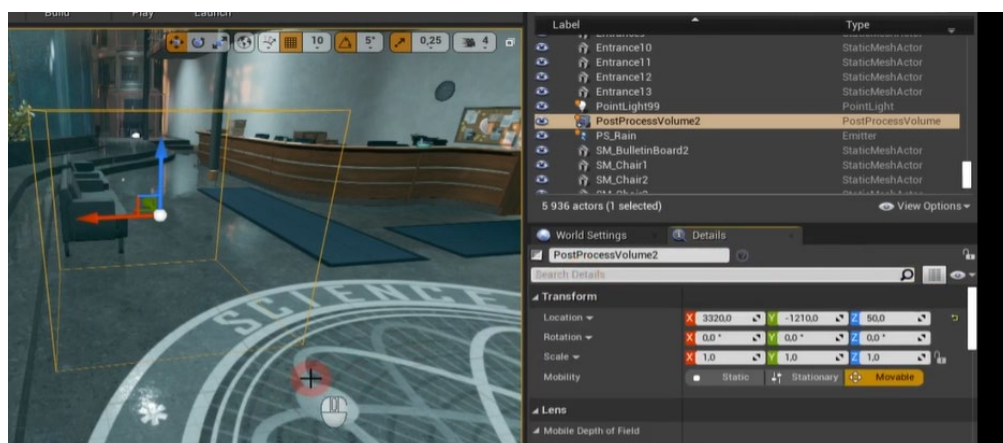 Build Play Launch
10 5° 0,25 4
Label Type
Entrance10 StaticMeshActor
Entrance11 StaticMeshActor
Entrance12 StaticMeshActor
Entrance13 StaticMeshActor
PointLight99 PointLight
PostProcessVolume2 PostProcessVolume
PS_Rain Emitter
SM_BulletinBoard2 StaticMeshActor
SM_Chair1 StaticMeshActor
SM_Chair2 StaticMeshActor
5 936 actors (1 selected) View Options
World Settings Details
PostProcessVolume2
Search Details
Transform
Location X 3320,0 Y -1210,0 Z 50,0
Rotation X 0,0 ° Y 0,0 ° Z 0,0 °
Scale X 1,0 Y 1,0 Z 1,0
Mobility Static Stationary Movable
Lens
Mobile Depth of Field
SCIENCE